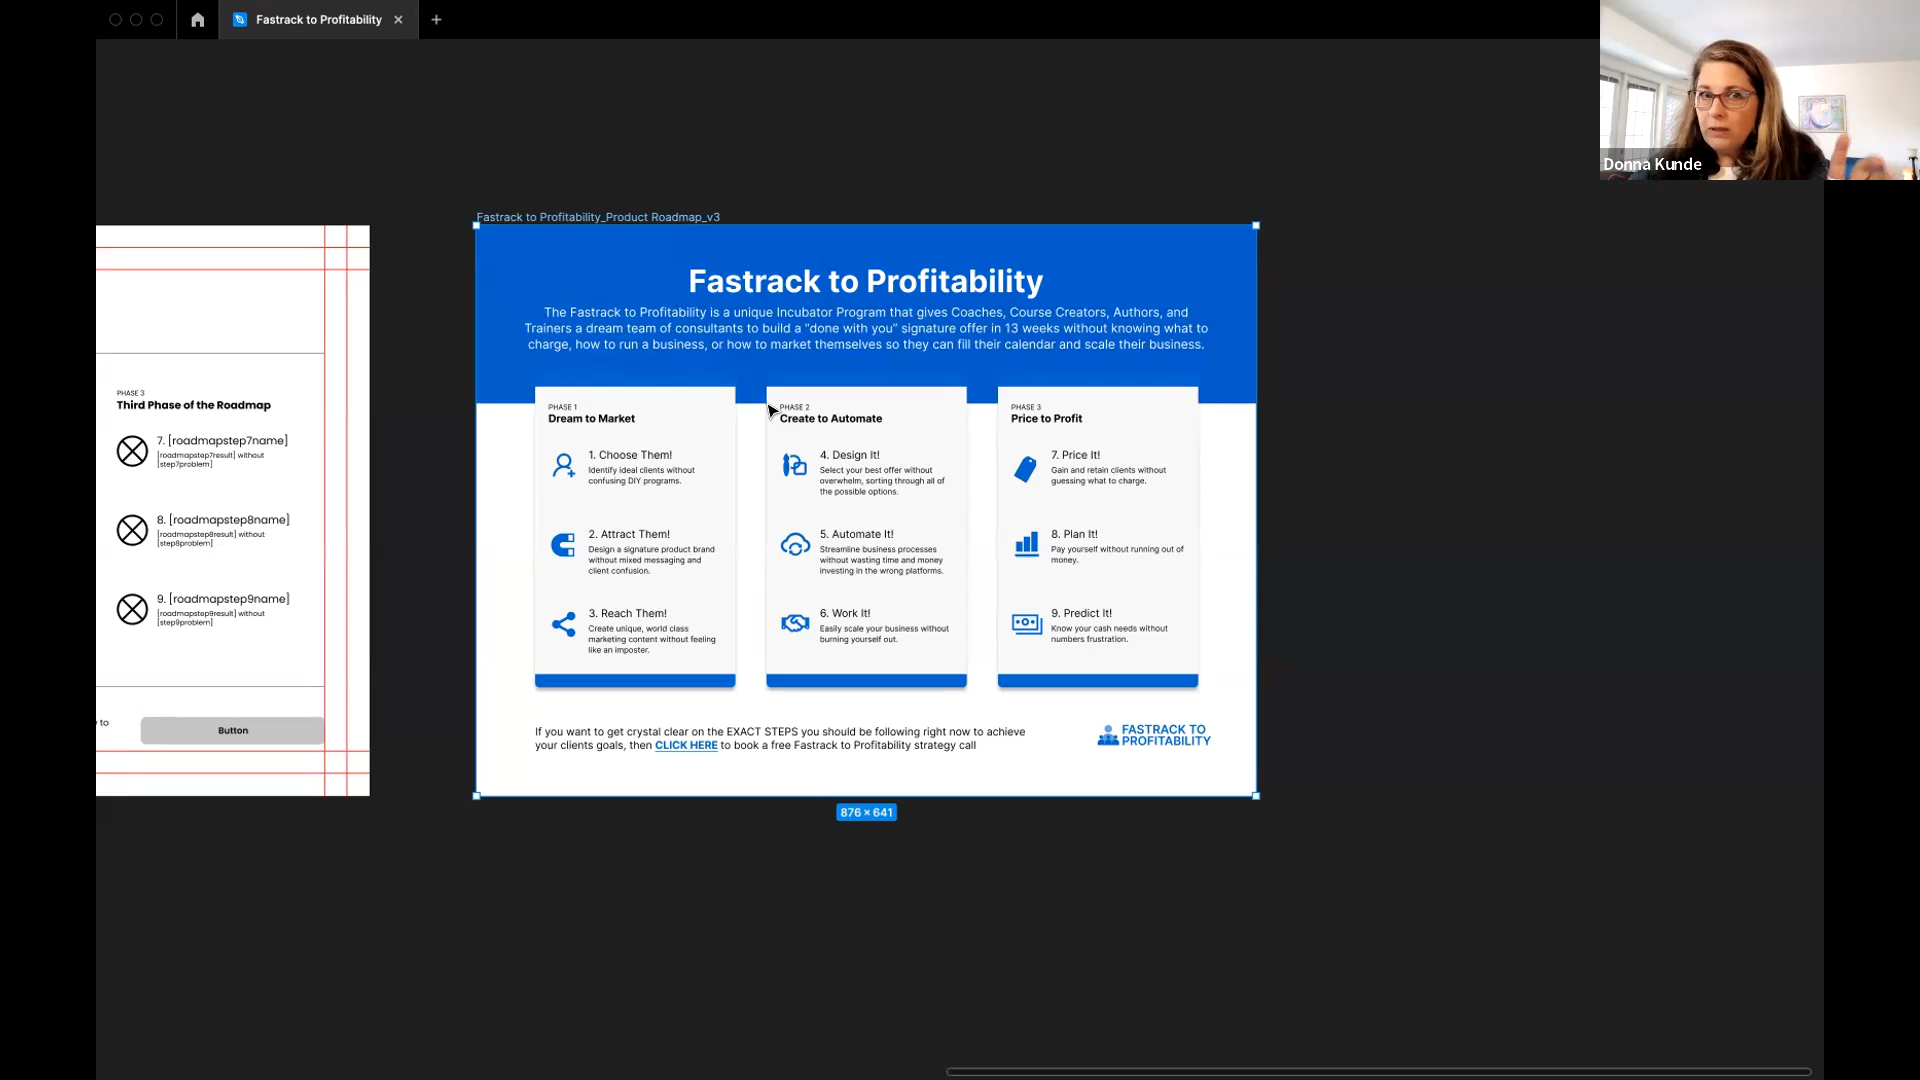 Fastrack to Profitability
Donna Kunde
Fastrack to Profitability_Product Roadmap_v3
PHASE 3
Third Phase of the Roadmap
7. [roadmapstep7name]
[roadmapstep7result] without
[step7problem]
8. [roadmapstep8name]
[roadmapstep8result] without
[step8problem]
9. [roadmapstep9name]
[roadmapstep9result] without
[step9problem]
to
Button
Fastrack to Profitability
The Fastrack to Profitability is a unique Incubator Program that gives Coaches, Course Creators, Authors, and
Trainers a dream team of consultants to build a “done with you” signature offer in 13 weeks without knowing what to
charge, how to run a business, or how to market themselves so they can fill their calendar and scale their business.
PHASE 1
Dream to Market
1. Choose Them!
Identify ideal clients without
confusing DIY programs.
2. Attract Them!
Design a signature product brand
without mixed messaging and
client confusion.
3. Reach Them!
Create unique, world class
marketing content without feeling
like an imposter.
PHASE 2
Create to Automate
4. Design It!
Select your best offer without
overwhelm, sorting through all of
the possible options.
5. Automate It!
Streamline business processes
without wasting time and money
investing in the wrong platforms.
6. Work It!
Easily scale your business without
burning yourself out.
PHASE 3
Price to Profit
7. Price It!
Gain and retain clients without
guessing what to charge.
8. Plan It!
Pay yourself without running out of
money.
9. Predict It!
Know your cash needs without
numbers frustration.
If you want to get crystal clear on the EXACT STEPS you should be following right now to achieve
your clients goals, then CLICK HERE to book a free Fastrack to Profitability strategy call
FASTRACK TO
PROFITABILITY
876 × 641